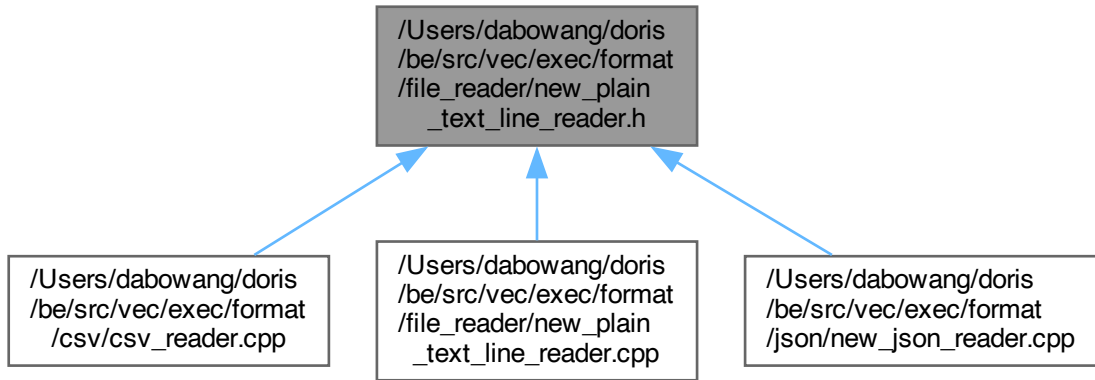 /Users/dabowang/doris
/be/src/vec/exec/format
/file_reader/new_plain
_text_line_reader.h
/Users/dabowang/doris
/be/src/vec/exec/format
/csv/csv_reader.cpp
/Users/dabowang/doris
/be/src/vec/exec/format
/file_reader/new_plain
_text_line_reader.cpp
/Users/dabowang/doris
/be/src/vec/exec/format
/json/new_json_reader.cpp